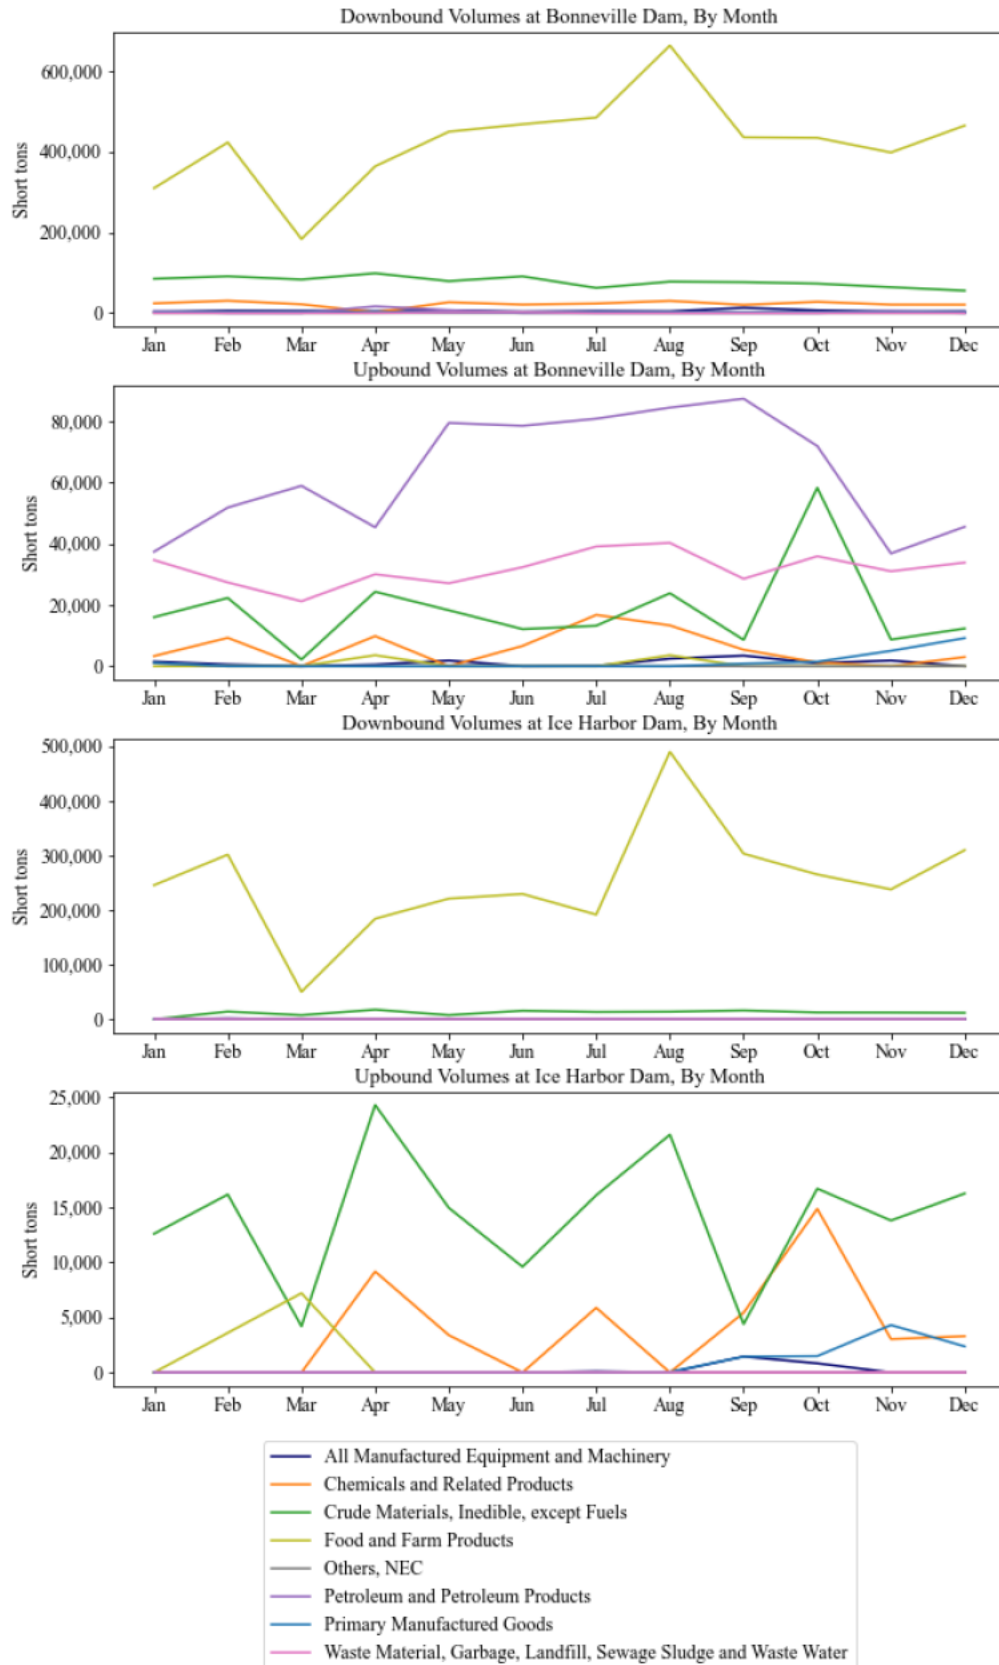 Downbound Volumes at Bonneville Dam, By Month
Short tons
600,000
400,000
200,000
0
Jan Feb Mar Apr May Jun Jul Aug Sep Oct Nov Dec
Upbound Volumes at Bonneville Dam, By Month
Short tons
80,000
60,000
40,000
20,000
0
Jan Feb Mar Apr May Jun Jul Aug Sep Oct Nov Dec
Downbound Volumes at Ice Harbor Dam, By Month
Short tons
500,000
400,000
300,000
200,000
100,000
0
Jan Feb Mar Apr May Jun Jul Aug Sep Oct Nov Dec
Upbound Volumes at Ice Harbor Dam, By Month
Short tons
25,000
20,000
15,000
10,000
5,000
0
Jan Feb Mar Apr May Jun Jul Aug Sep Oct Nov Dec
All Manufactured Equipment and Machinery
Chemicals and Related Products
Crude Materials, Inedible, except Fuels
Food and Farm Products
Others, NEC
Petroleum and Petroleum Products
Primary Manufactured Goods
Waste Material, Garbage, Landfill, Sewage Sludge and Waste Water